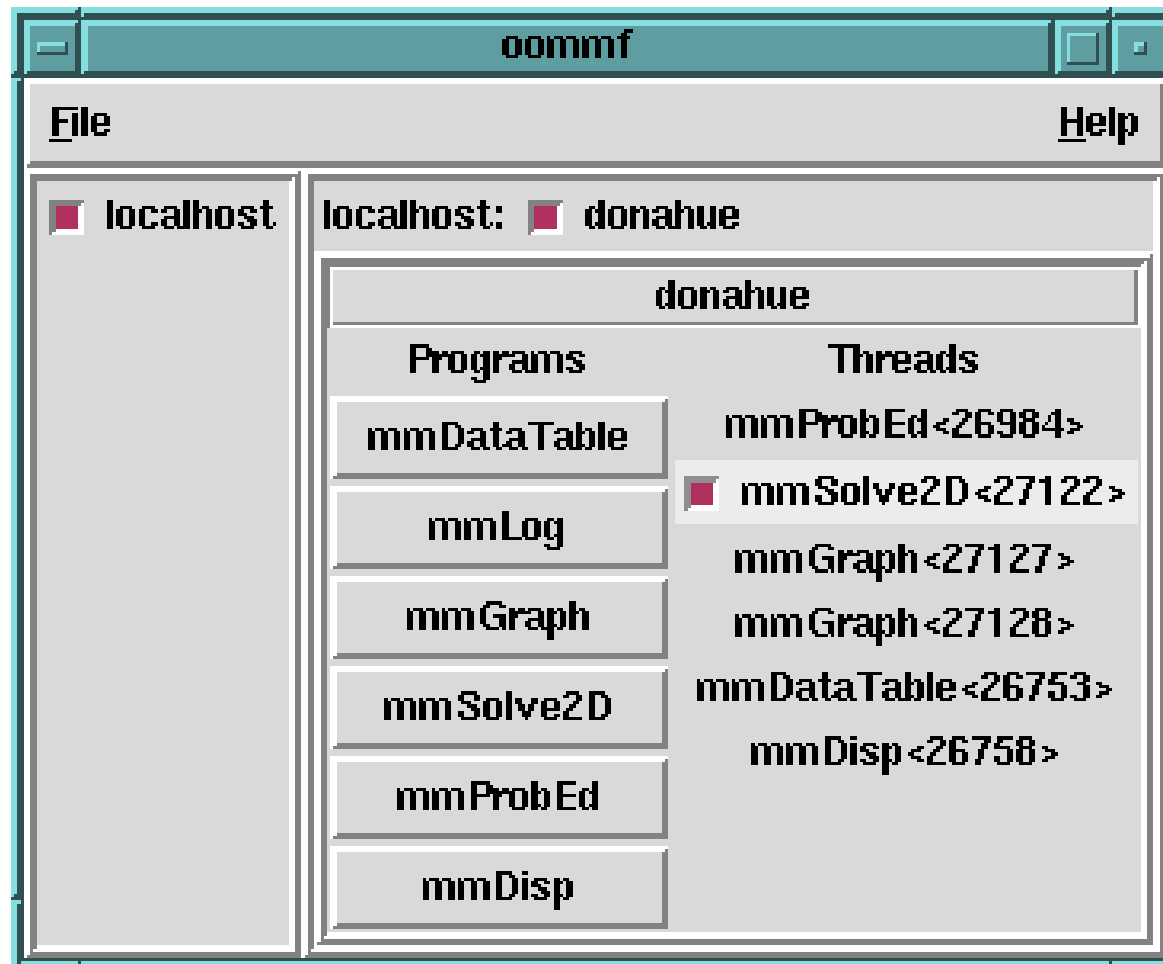 oommf
File Help
localhost
localhost: donahue
donahue
Programs Threads
mmDataTable
mmLog
mmGraph
mmSolve2D
mmProbEd
mmDisp
mmProbEd<26984>
mmSolve2D<27122>
mmGraph<27127>
mmGraph<27128>
mmDataTable<26753>
mmDisp<26758>